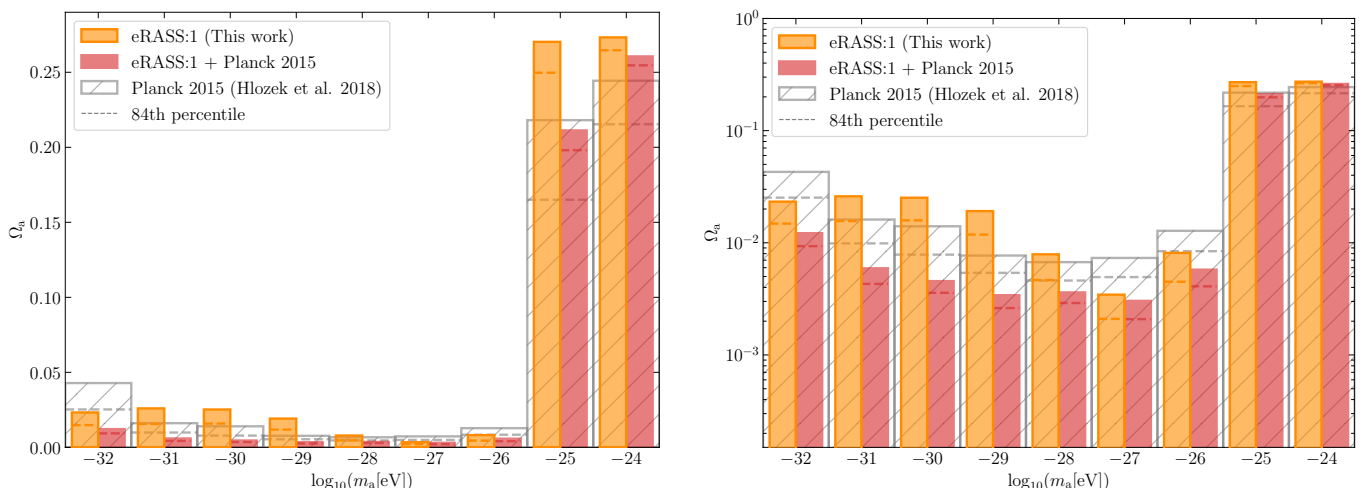 eRASS:1 (This work)
eRASS:1 + Planck 2015
Planck 2015 (Hlozek et al. 2018)
84th percentile
0.25
0.20
0.15
0.10
0.05
0.00
Ωₐ
−32 −31 −30 −29 −28 −27 −26 −25 −24
log₁₀(mₐ[eV])
eRASS:1 (This work)
eRASS:1 + Planck 2015
Planck 2015 (Hlozek et al. 2018)
84th percentile
10⁰
10⁻¹
10⁻²
10⁻³
Ωₐ
−32 −31 −30 −29 −28 −27 −26 −25 −24
log₁₀(mₐ[eV])